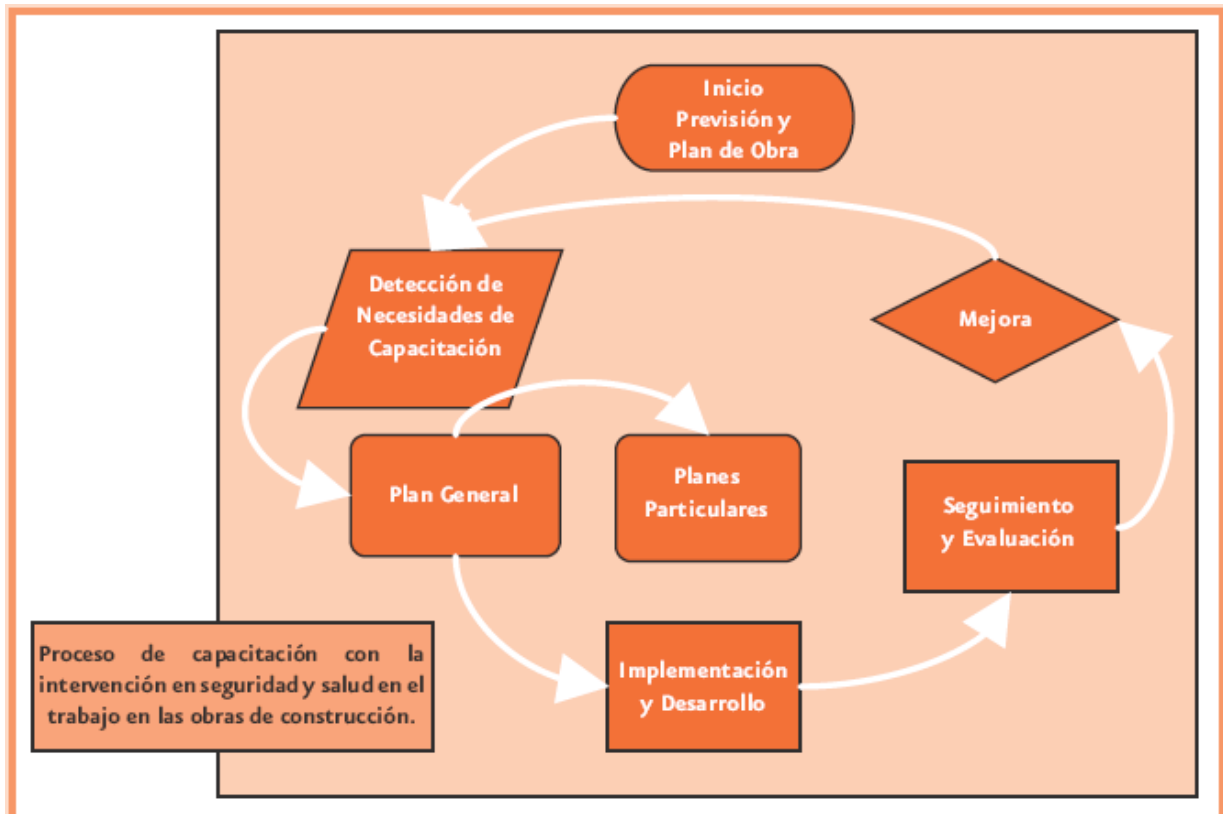 Inicio
Previsión y
Plan de Obra
Detección de
Necesidades de
Capacitación
Mejora
Plan General
Planes
Particulares
Seguimiento
y Evaluación
Implementación
y Desarrollo
Proceso de capacitación con la
intervención en seguridad y salud en el
trabajo en las obras de construcción.